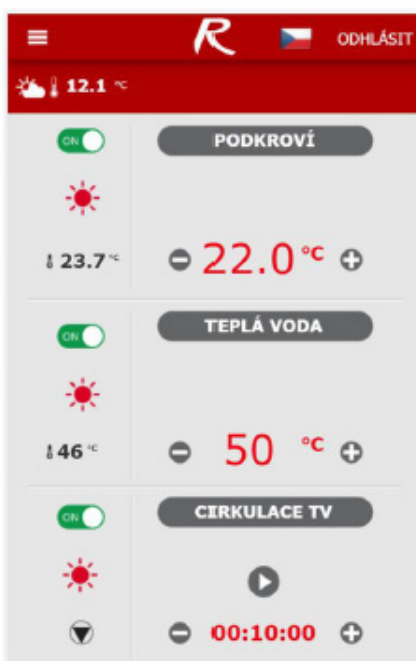 R ODHLÁSIT
12.1 °C
ON PODKROVÍ
23.7 °C 22.0 °C
ON TEPLÁ VODA
46 °C 50 °C
ON CIRKULACE TV
00:10:00